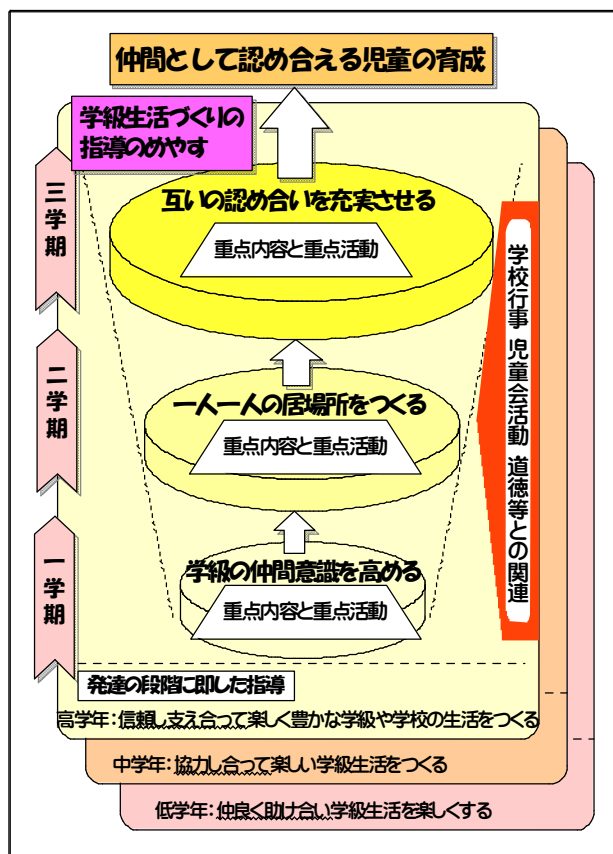 仲間として認め合える児童の育成
学級生活づくりの
指導のめやす
三学期
互いの認め合いを充実させる
重点内容と重点活動
二学期
一人一人の居場所をつくる
重点内容と重点活動
一学期
学級の仲間意識を高める
重点内容と重点活動
学校行事 児童会活動 道徳等との関連
発達の段階に即した指導
高学年：信頼し支え合って楽しく豊かな学級や学校の生活をつくる
中学年：協力し合って楽しい学級生活をつくる
低学年：仲良く助け合い学級生活を楽しくする